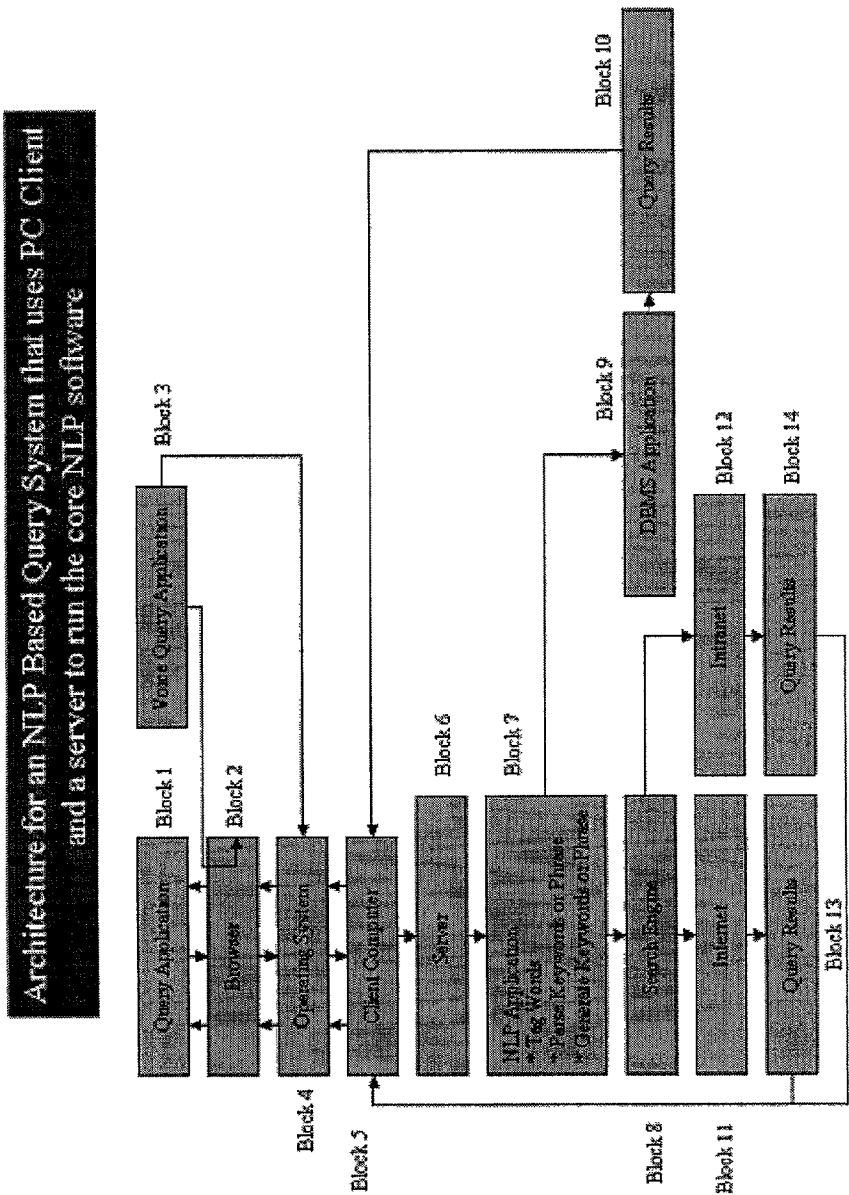 Architecture for an NLP Based Query System that uses PC Client
and a server to run the core NLP software
Query Application
Block 1
Voice Query Application
Block 3
Browser
Block 2
Operating System
Block 4
Client Computer
Block 5
Server
Block 6
NLP Application
* Tag Words
* Parse Keywords or Phrase
* Generate Keywords or Phrase
Block 7
Search Engine
Block 8
DBMS Application
Block 9
Query Results
Block 10
Internet
Block 11
Intranet
Block 12
Query Results
Block 13
Query Results
Block 14